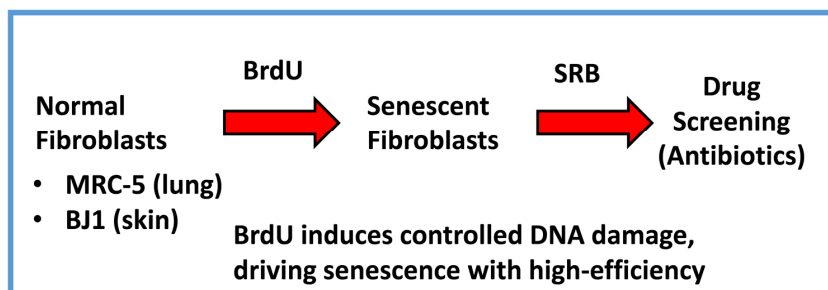 BrdU
SRB
Normal
Fibroblasts
Senescent
Fibroblasts
Drug
Screening
(Antibiotics)
• MRC-5 (lung)
• BJ1 (skin)
BrdU induces controlled DNA damage,
driving senescence with high-efficiency